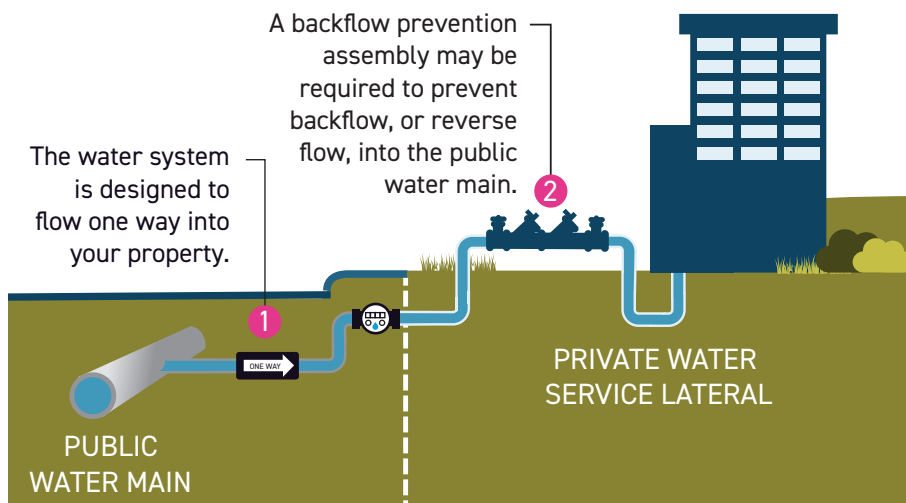 A backflow prevention
assembly may be
required to prevent
backflow, or reverse
flow, into the public
water main.
2
The water system
is designed to
flow one way into
your property.
1
ONE WAY
PUBLIC
WATER MAIN
PRIVATE WATER
SERVICE LATERAL